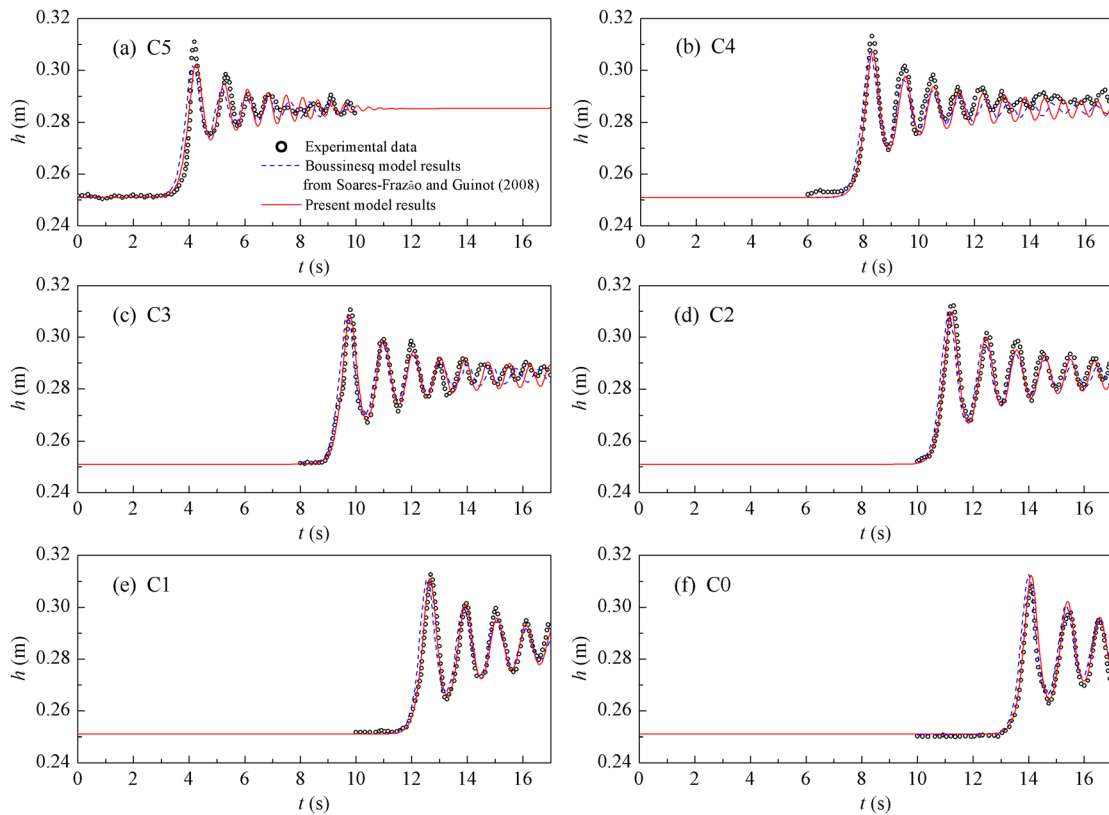 0.32
0.30
0.28
0.26
0.24
h (m)
(a) C5
Experimental data
Boussinesq model results
from Soares-Frazão and Guinot (2008)
Present model results
0 2 4 6 8 10 12 14 16
t (s)
0.32
0.30
0.28
0.26
0.24
h (m)
(b) C4
0 2 4 6 8 10 12 14 16
t (s)
0.32
0.30
0.28
0.26
0.24
h (m)
(c) C3
0 2 4 6 8 10 12 14 16
t (s)
0.32
0.30
0.28
0.26
0.24
h (m)
(d) C2
0 2 4 6 8 10 12 14 16
t (s)
0.32
0.30
0.28
0.26
0.24
h (m)
(e) C1
0 2 4 6 8 10 12 14 16
t (s)
0.32
0.30
0.28
0.26
0.24
h (m)
(f) C0
0 2 4 6 8 10 12 14 16
t (s)